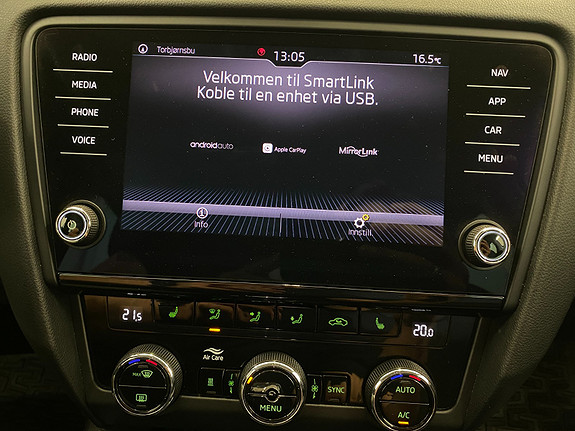 Torbjørnsbu
13:05
16.5°C
Velkommen til SmartLink
Koble til en enhet via USB.
androidauto
Apple CarPlay
MirrorLink
Info
Innstill.
RADIO
MEDIA
PHONE
VOICE
NAV
APP
CAR
MENU
21,5
20,0
Air Care
MAX
MENU
SYNC
AUTO
A/C